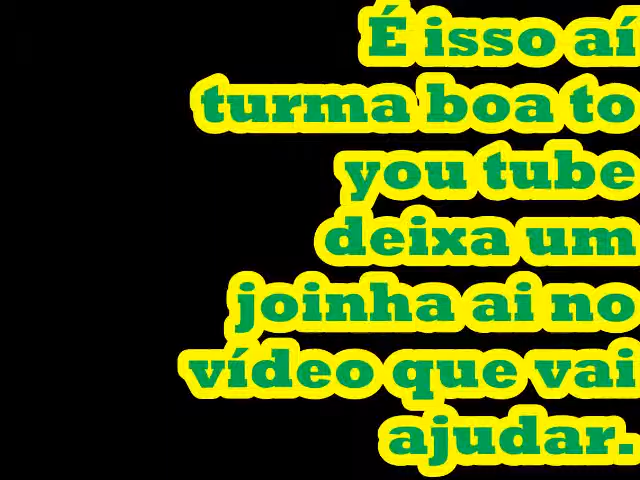 É isso aí
turma boa to
you tube
deixa um
joinha ai no
vídeo que vai
ajudar.